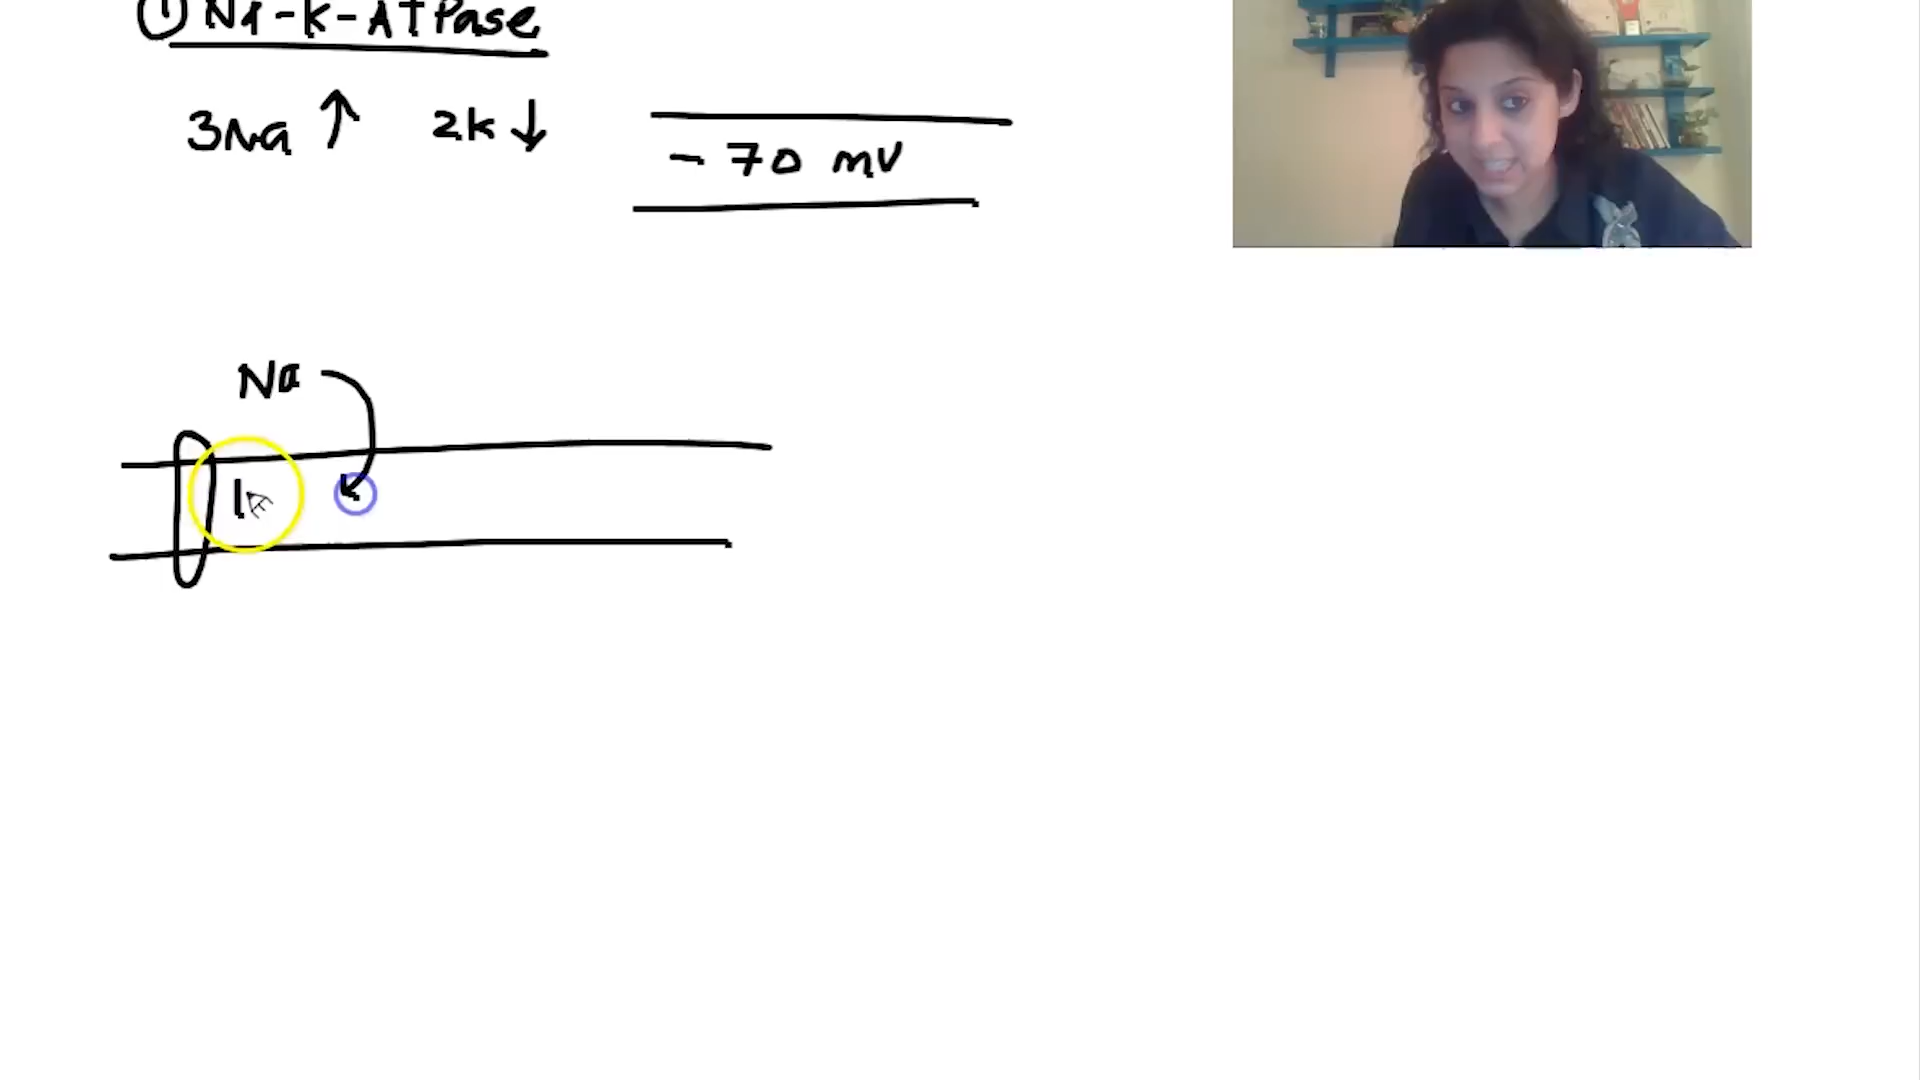 ① Na-K-ATPase
3Na ↑ 2K ↓
- 70 mV
Na